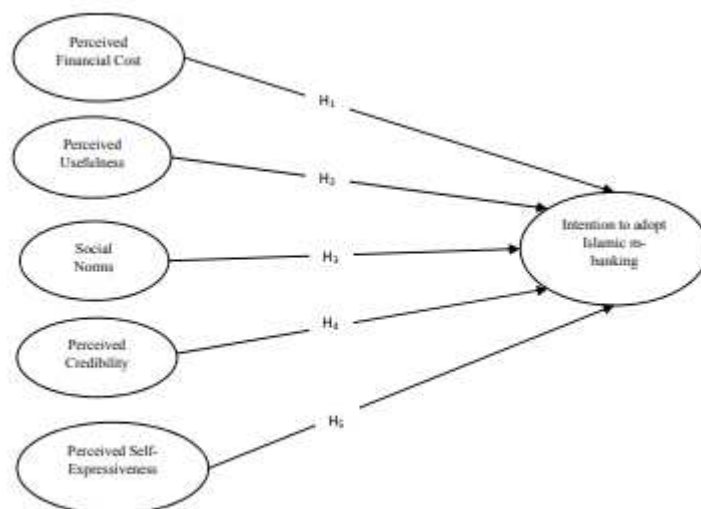 Perceived
Financial Cost
H₁
Perceived
Usefulness
H₂
Intention to adopt
Islamic m-
banking
Social
Norms
H₃
Perceived
Credibility
H₄
Perceived Self-
Expressiveness
H₅